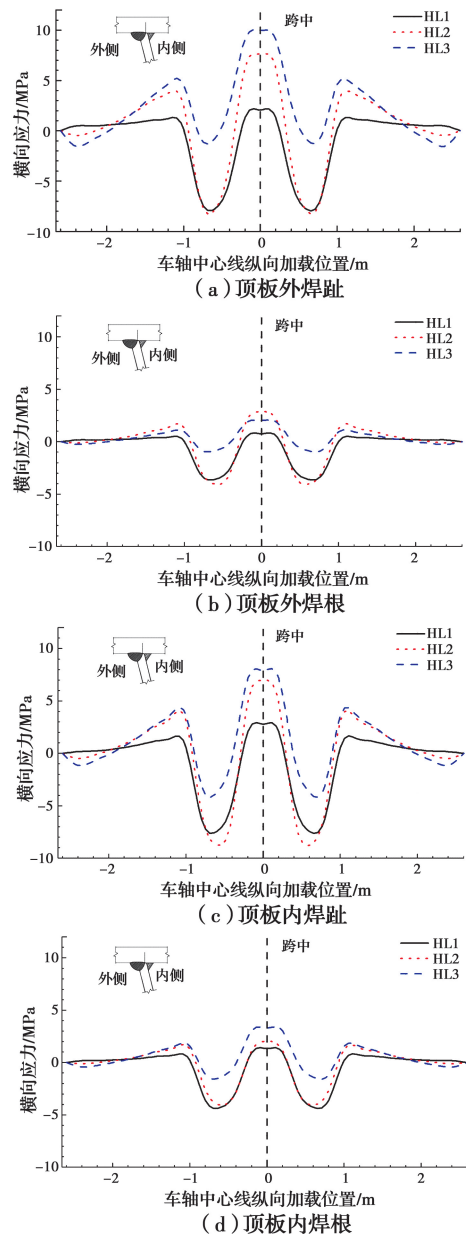 10
5
0
-5
-10
横向应力/MPa
外侧
内侧
跨中
HL1
HL2
HL3
-2
-1
0
1
2
车轴中心线纵向加载位置/m
(a)顶板外焊趾
10
5
0
-5
-10
横向应力/MPa
外侧
内侧
跨中
HL1
HL2
HL3
-2
-1
0
1
2
车轴中心线纵向加载位置/m
(b)顶板外焊根
10
5
0
-5
-10
横向应力/MPa
外侧
内侧
跨中
HL1
HL2
HL3
-2
-1
0
1
2
车轴中心线纵向加载位置/m
(c)顶板内焊趾
10
5
0
-5
-10
横向应力/MPa
外侧
内侧
跨中
HL1
HL2
HL3
-2
-1
0
1
2
车轴中心线纵向加载位置/m
(d)顶板内焊根